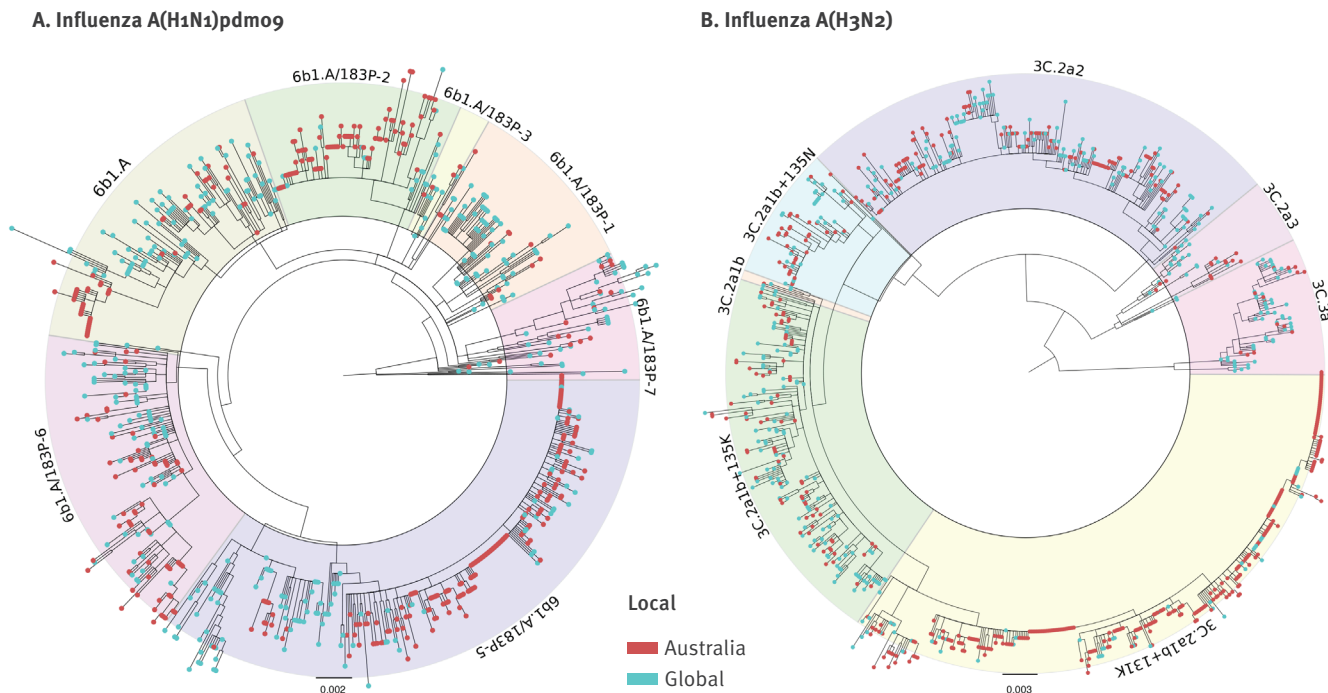 A. Influenza A(H1N1)pdm09
B. Influenza A(H3N2)
6b1.A/183P-2
6b1.A/183P-3
6b1.A/183P-1
6b1.A
6b1.A/183P-7
6b1.A/183P-6
6b1.A/183P-5
0.002
3C.2a2
3C.2a1b+135N
3C.2a3
3C.3a
3C.2a1b
3C.2a1b+135K
3C.2a1b+131K
0.003
Local
Australia
Global